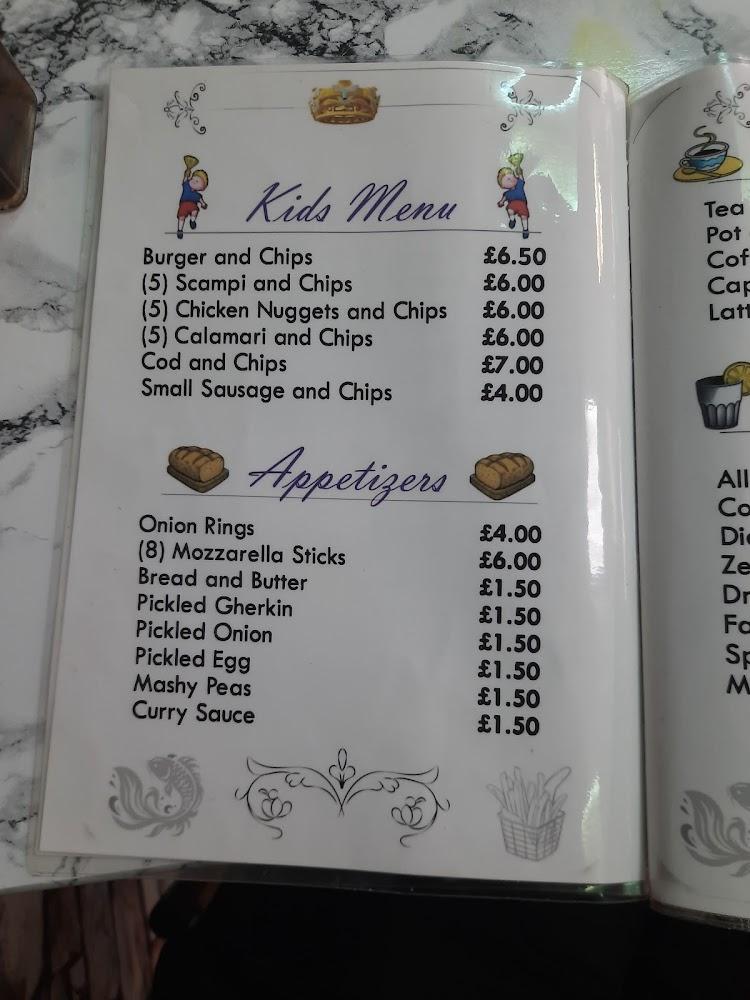 Kids Menu
Burger and Chips £6.50
(5) Scampi and Chips £6.00
(5) Chicken Nuggets and Chips £6.00
(5) Calamari and Chips £6.00
Cod and Chips £7.00
Small Sausage and Chips £4.00
Appetizers
Onion Rings £4.00
(8) Mozzarella Sticks £6.00
Bread and Butter £1.50
Pickled Gherkin £1.50
Pickled Onion £1.50
Pickled Egg £1.50
Mashy Peas £1.50
Curry Sauce £1.50
Tea
Pot
All